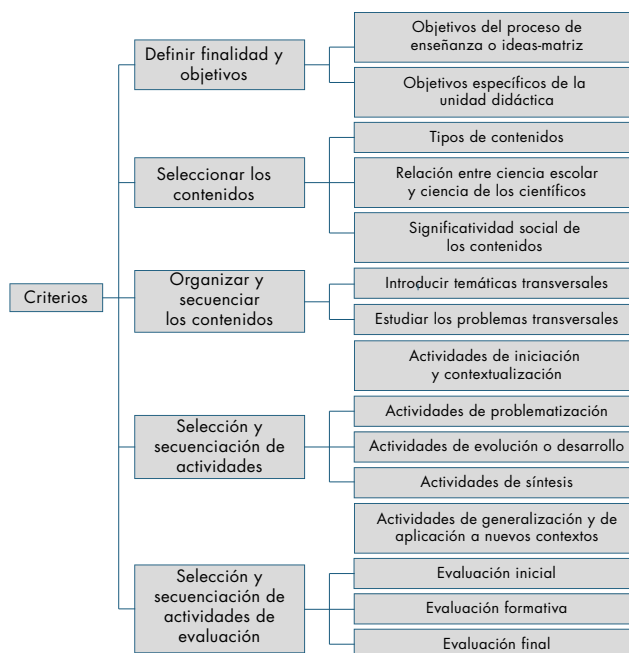 Criterios
Definir finalidad y
objetivos
Objetivos del proceso de
enseñanza o ideas-matriz
Objetivos específicos de la
unidad didáctica
Seleccionar los
contenidos
Tipos de contenidos
Relación entre ciencia escolar
y ciencia de los científicos
Significatividad social de
los contenidos
Organizar y
secuenciar
los contenidos
Introducir temáticas transversales
Estudiar los problemas transversales
Selección y
secuenciación de
actividades
Actividades de iniciación
y contextualización
Actividades de problematización
Actividades de evolución o desarrollo
Actividades de síntesis
Actividades de generalización y de
aplicación a nuevos contextos
Selección y
secuenciación de
actividades de
evaluación
Evaluación inicial
Evaluación formativa
Evaluación final